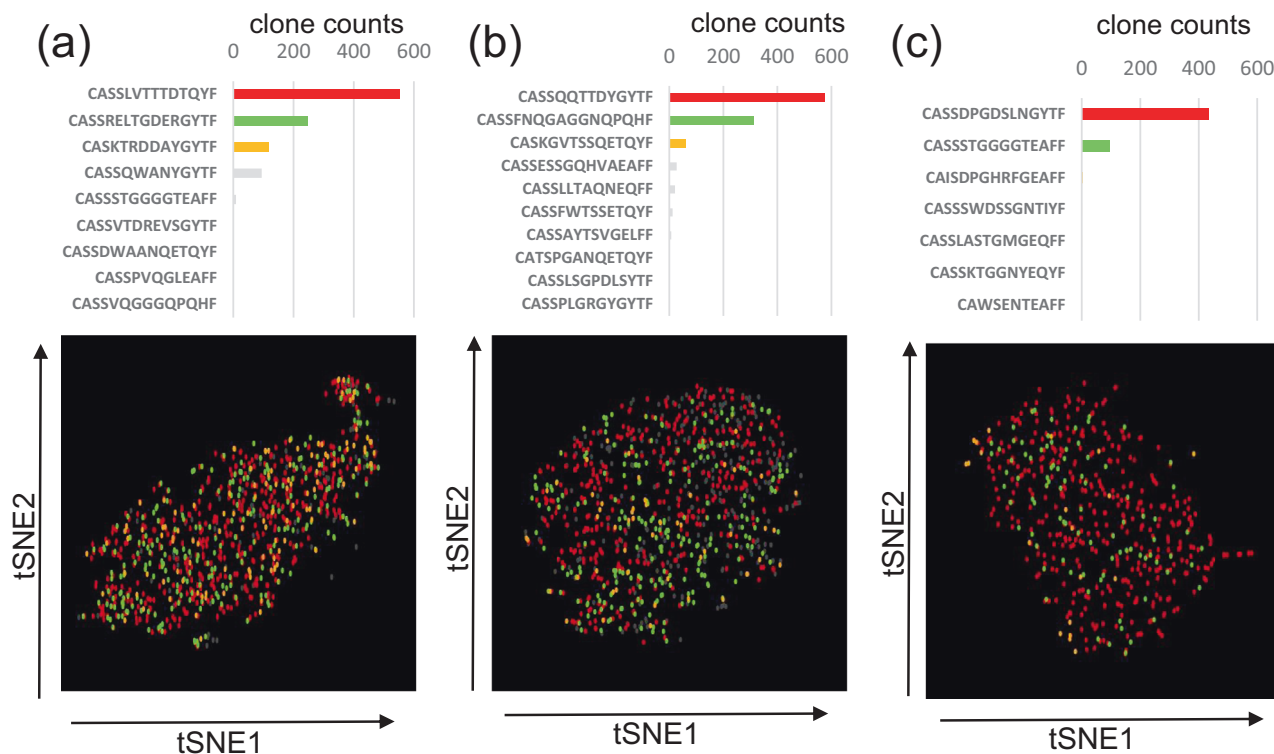 (a)
clone counts
0 200 400 600
CASSLVTTTDTQYF
CASSRELTGDERGYTF
CASKTRDDAYGYTF
CASSQWANYGYTF
CASSSTGGGGTEAFF
CASSVTDREVSGYTF
CASSDWAANQETQYF
CASSPVQGLEAFF
CASSVQGGGQPQHF
tSNE2
tSNE1
(b)
clone counts
0 200 400 600
CASSQQTTDYGYTF
CASSFNQGAGGNQPQHF
CASKGVTSSQETQYF
CASSESSGQHVAEAFF
CASSLLTAQNEQFF
CASSFWTSSETQYF
CASSAYTSVGELFF
CATSPGANQETQYF
CASSLSGPDLSYTF
CASSPLGRGYGYTF
tSNE2
tSNE1
(c)
clone counts
0 200 400 600
CASSDPGDSLNGYTF
CASSSTGGGGTEAFF
CAISDPGHRFGEAFF
CASSSWDSSGNTIYF
CASSLASTGMGEQFF
CASSKTGGNYEQYF
CAWSENTEAFF
tSNE2
tSNE1